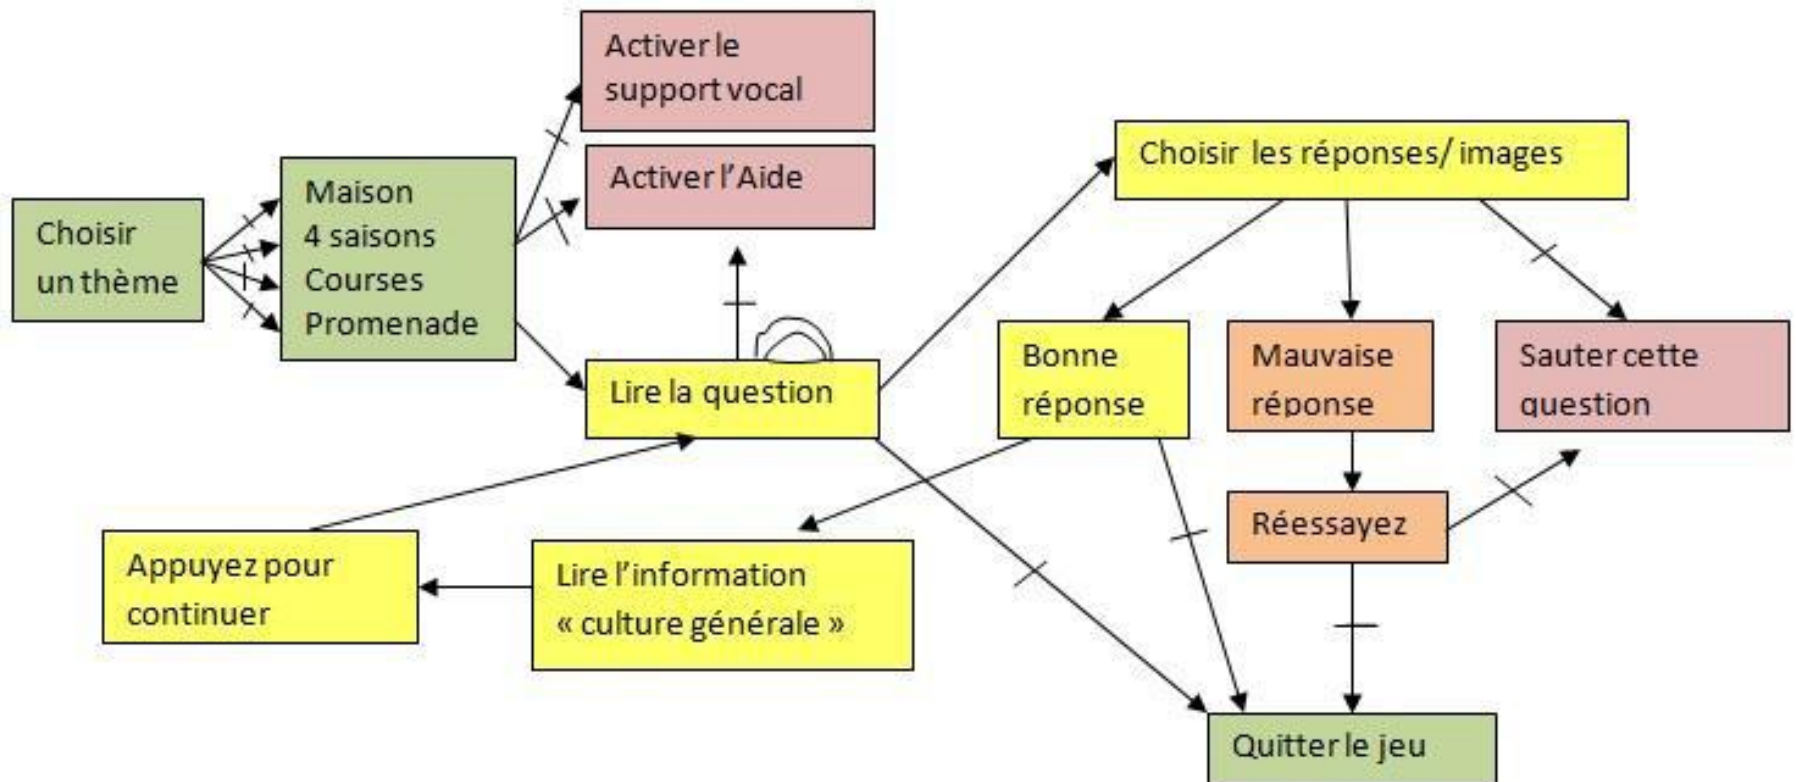 Choisir
un thème
Maison
4 saisons
Courses
Promenade
Activer le
support vocal
Activer l'Aide
Lire la question
Choisir les réponses/ images
Bonne
réponse
Mauvaise
réponse
Sauter cette
question
Réessayez
Appuyez pour
continuer
Lire l'information
« culture générale »
Quitter le jeu